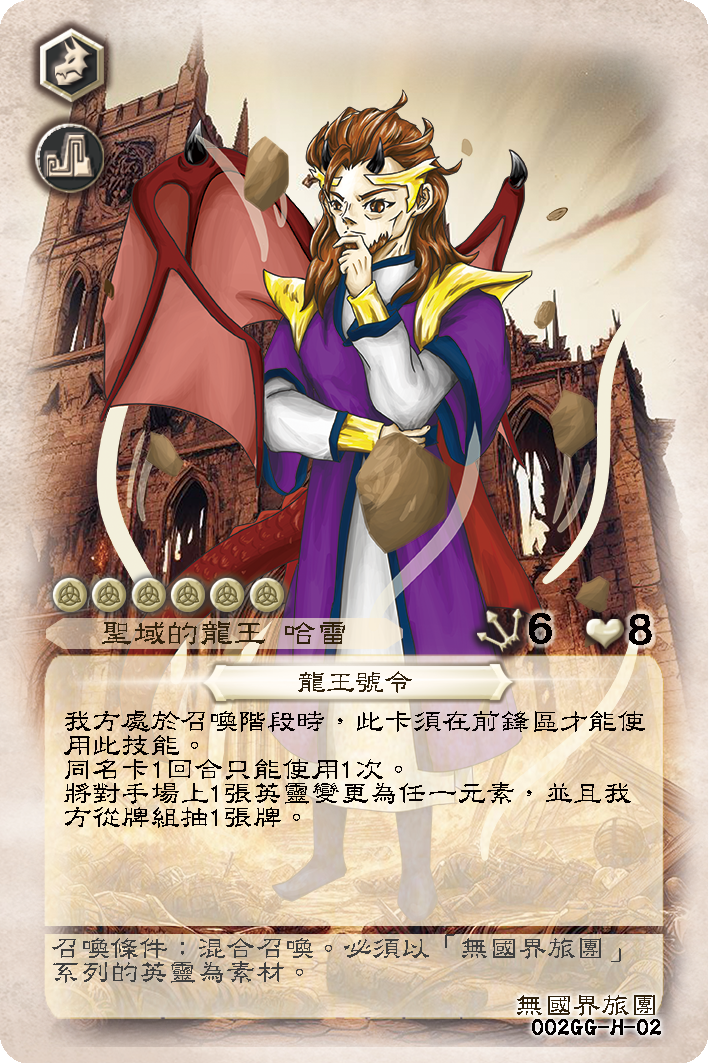 聖域的龍王 哈雷
6
8
龍王號令
我方處於召喚階段時，此卡須在前鋒區才能使
用此技能。
同名卡1回合只能使用1次。
將對手場上1張英靈變更為任一元素，並且我
方從牌組抽1張牌。
召喚條件：混合召喚。必須以「無國界旅團」
系列的英靈為素材。
無國界旅團
002GG-H-02